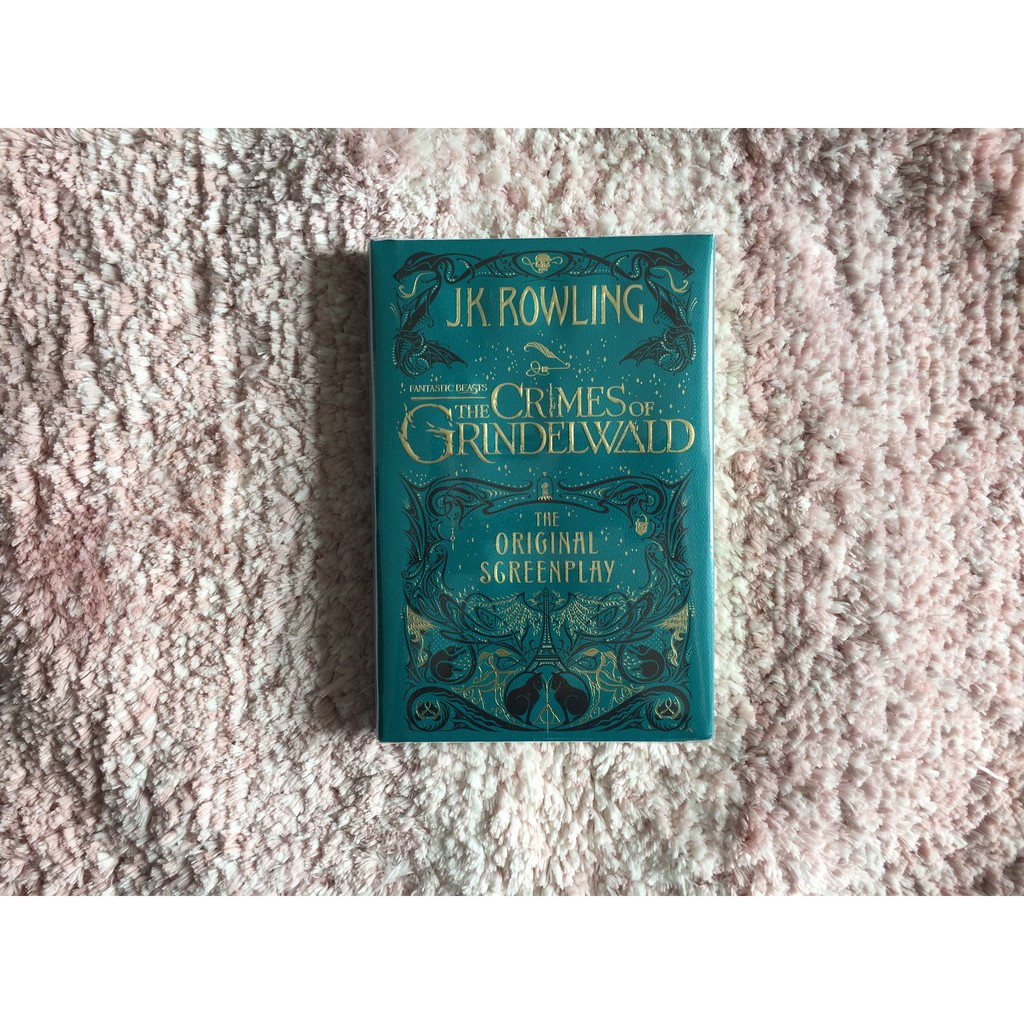 J.K. ROWLING
FANTASTIC BEASTS
THE CRIMES OF
GRINDELWALD
THE
ORIGINAL
SCREENPLAY